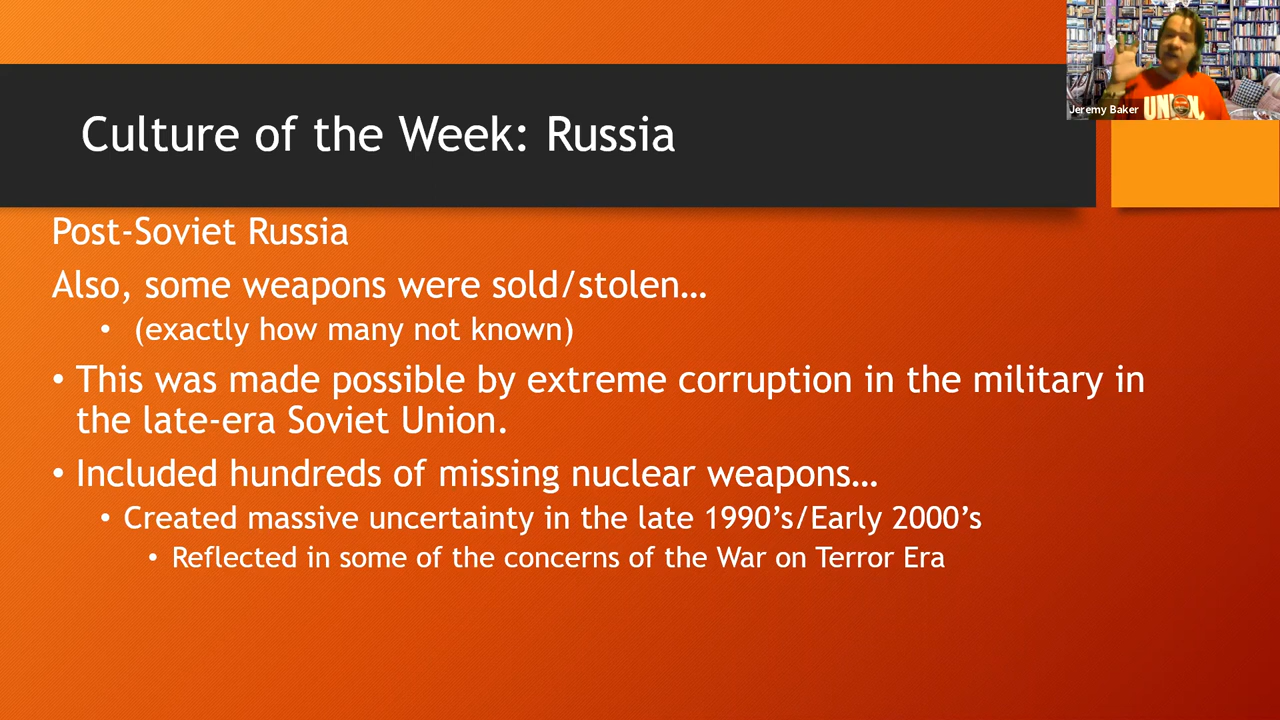 Jeremy Baker
UNION
Culture of the Week: Russia
Post-Soviet Russia
Also, some weapons were sold/stolen…
• (exactly how many not known)
• This was made possible by extreme corruption in the military in
the late-era Soviet Union.
• Included hundreds of missing nuclear weapons…
• Created massive uncertainty in the late 1990’s/Early 2000’s
• Reflected in some of the concerns of the War on Terror Era